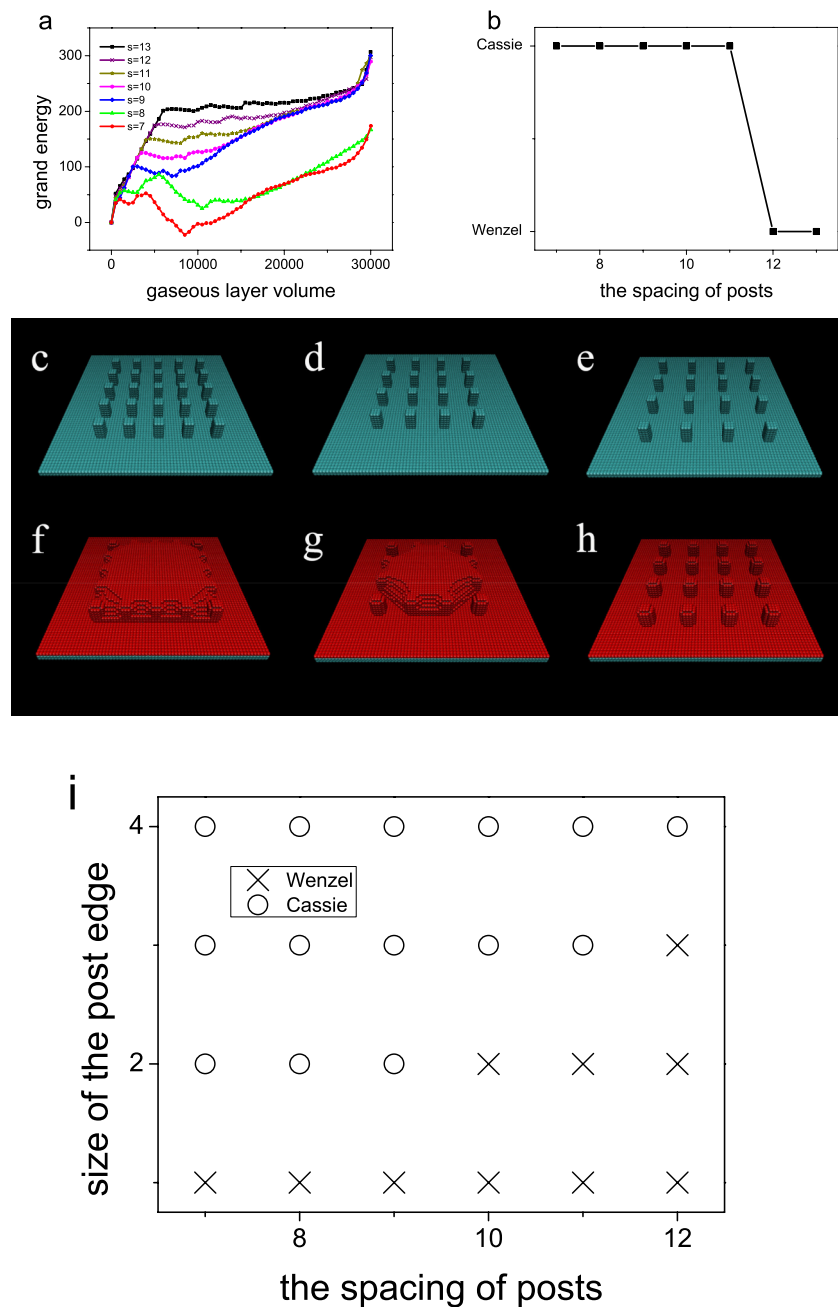 a
s=13
s=12
s=11
s=10
s=9
s=8
s=7
300
200
100
0
grand energy
0
10000
20000
30000
gaseous layer volume
b
Cassie
Wenzel
8
10
12
the spacing of posts
c
d
e
f
g
h
i
4
2
size of the post edge
Wenzel
Cassie
8
10
12
the spacing of posts